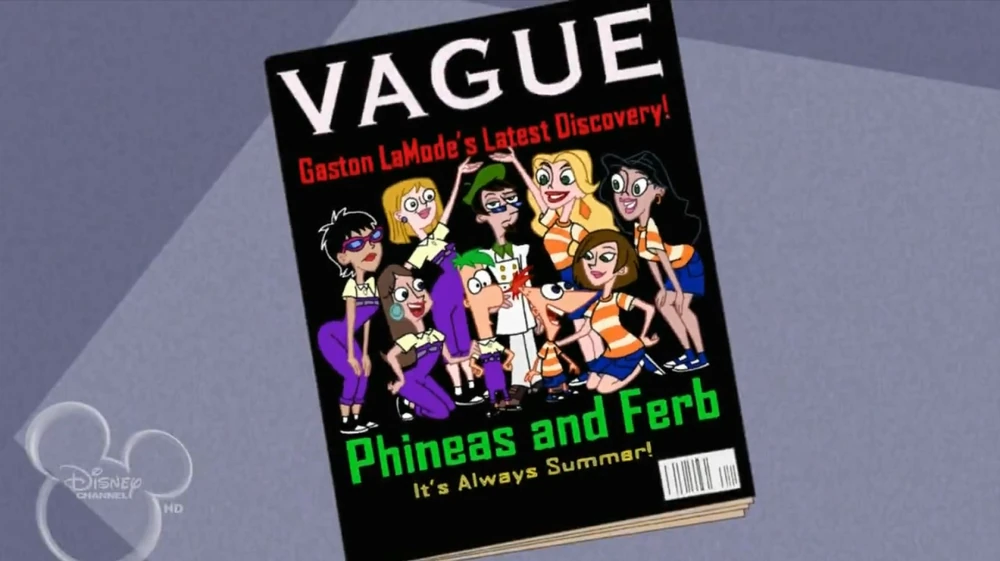 VAGUE
Gaston LaMode's Latest Discovery!
Phineas and Ferb
It's Always Summer!
Disney
CHANNEL
HD